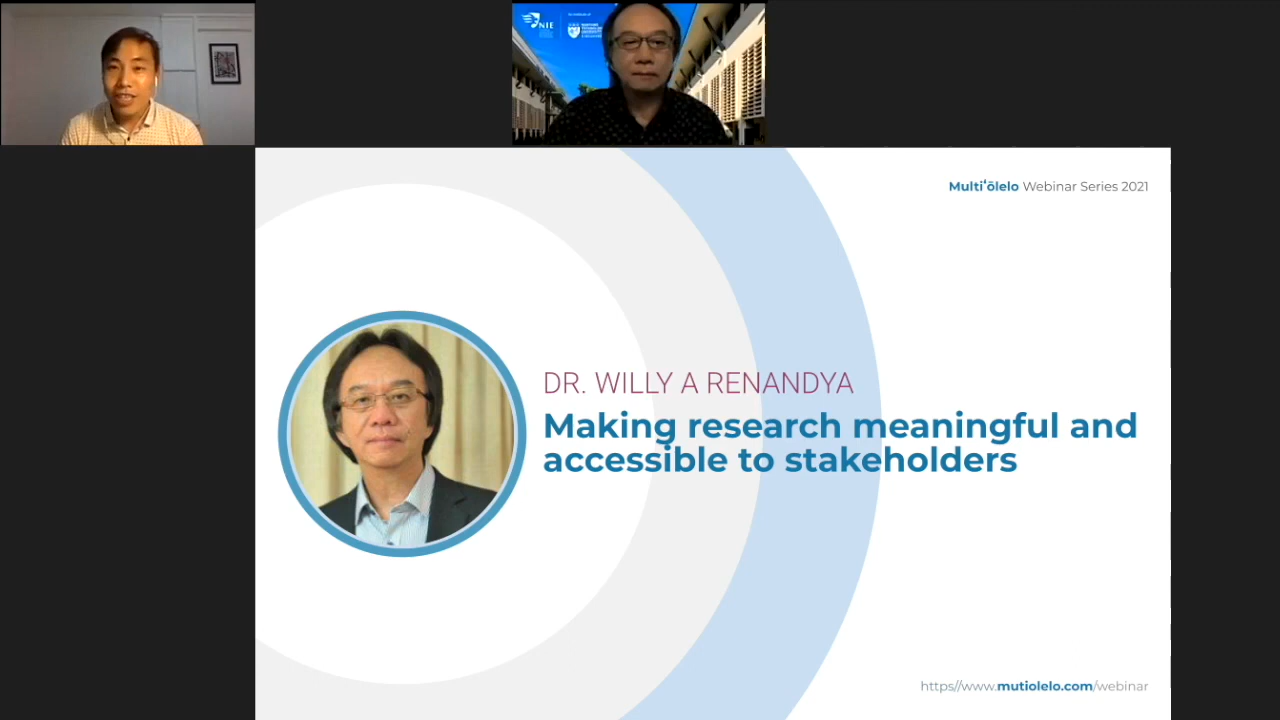 NIE
Multiʻōlelo Webinar Series 2021
DR. WILLY A RENANDYA
Making research meaningful and
accessible to stakeholders
https//www.mutiolelo.com/webinar